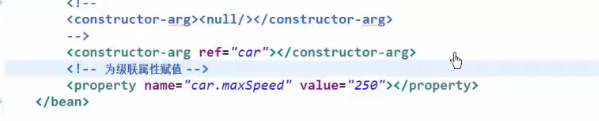 <!--
<constructor-arg><null/></constructor-arg>
-->
<constructor-arg ref="car"></constructor-arg>
<!-- 为级联属性赋值 -->
<property name="car.maxSpeed" value="250"></property>
</bean>